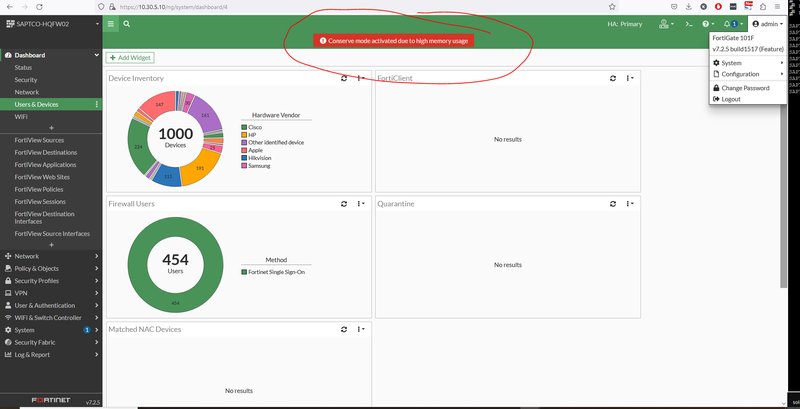 https://10.30.5.10/ng/system/dashboard/4
SAPTCO-HQFW02
HA: Primary
1
admin
Conserve mode activated due to high memory usage
FortiGate 101F
v7.2.5 build1517 (Feature)
System
Configuration
Change Password
Logout
Dashboard
Status
Security
Network
Users & Devices
WiFi
+
FortiView Sources
FortiView Destinations
FortiView Applications
FortiView Web Sites
FortiView Policies
FortiView Sessions
FortiView Destination
Interfaces
FortiView Source Interfaces
+
Network
Policy & Objects
Security Profiles
VPN
User & Authentication
WiFi & Switch Controller
System
1
Security Fabric
Log & Report
FORTINET
v7.2.5
+ Add Widget
Device Inventory
147
30
161
25
191
111
224
1000
Devices
Hardware Vendor
Cisco
HP
Other identified device
Apple
Hikvision
Samsung
FortiClient
No results
Firewall Users
454
Users
454
Method
Fortinet Single Sign-On
Quarantine
No results
Matched NAC Devices
No results